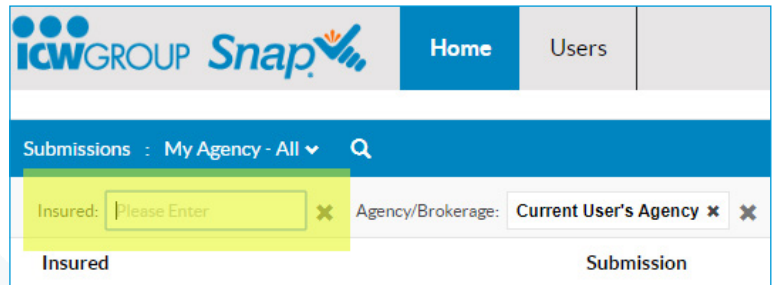 ICWGROUP Snap Home Users
Submissions : My Agency - All
Insured: Please Enter Agency/Brokerage: Current User's Agency
Insured Submission